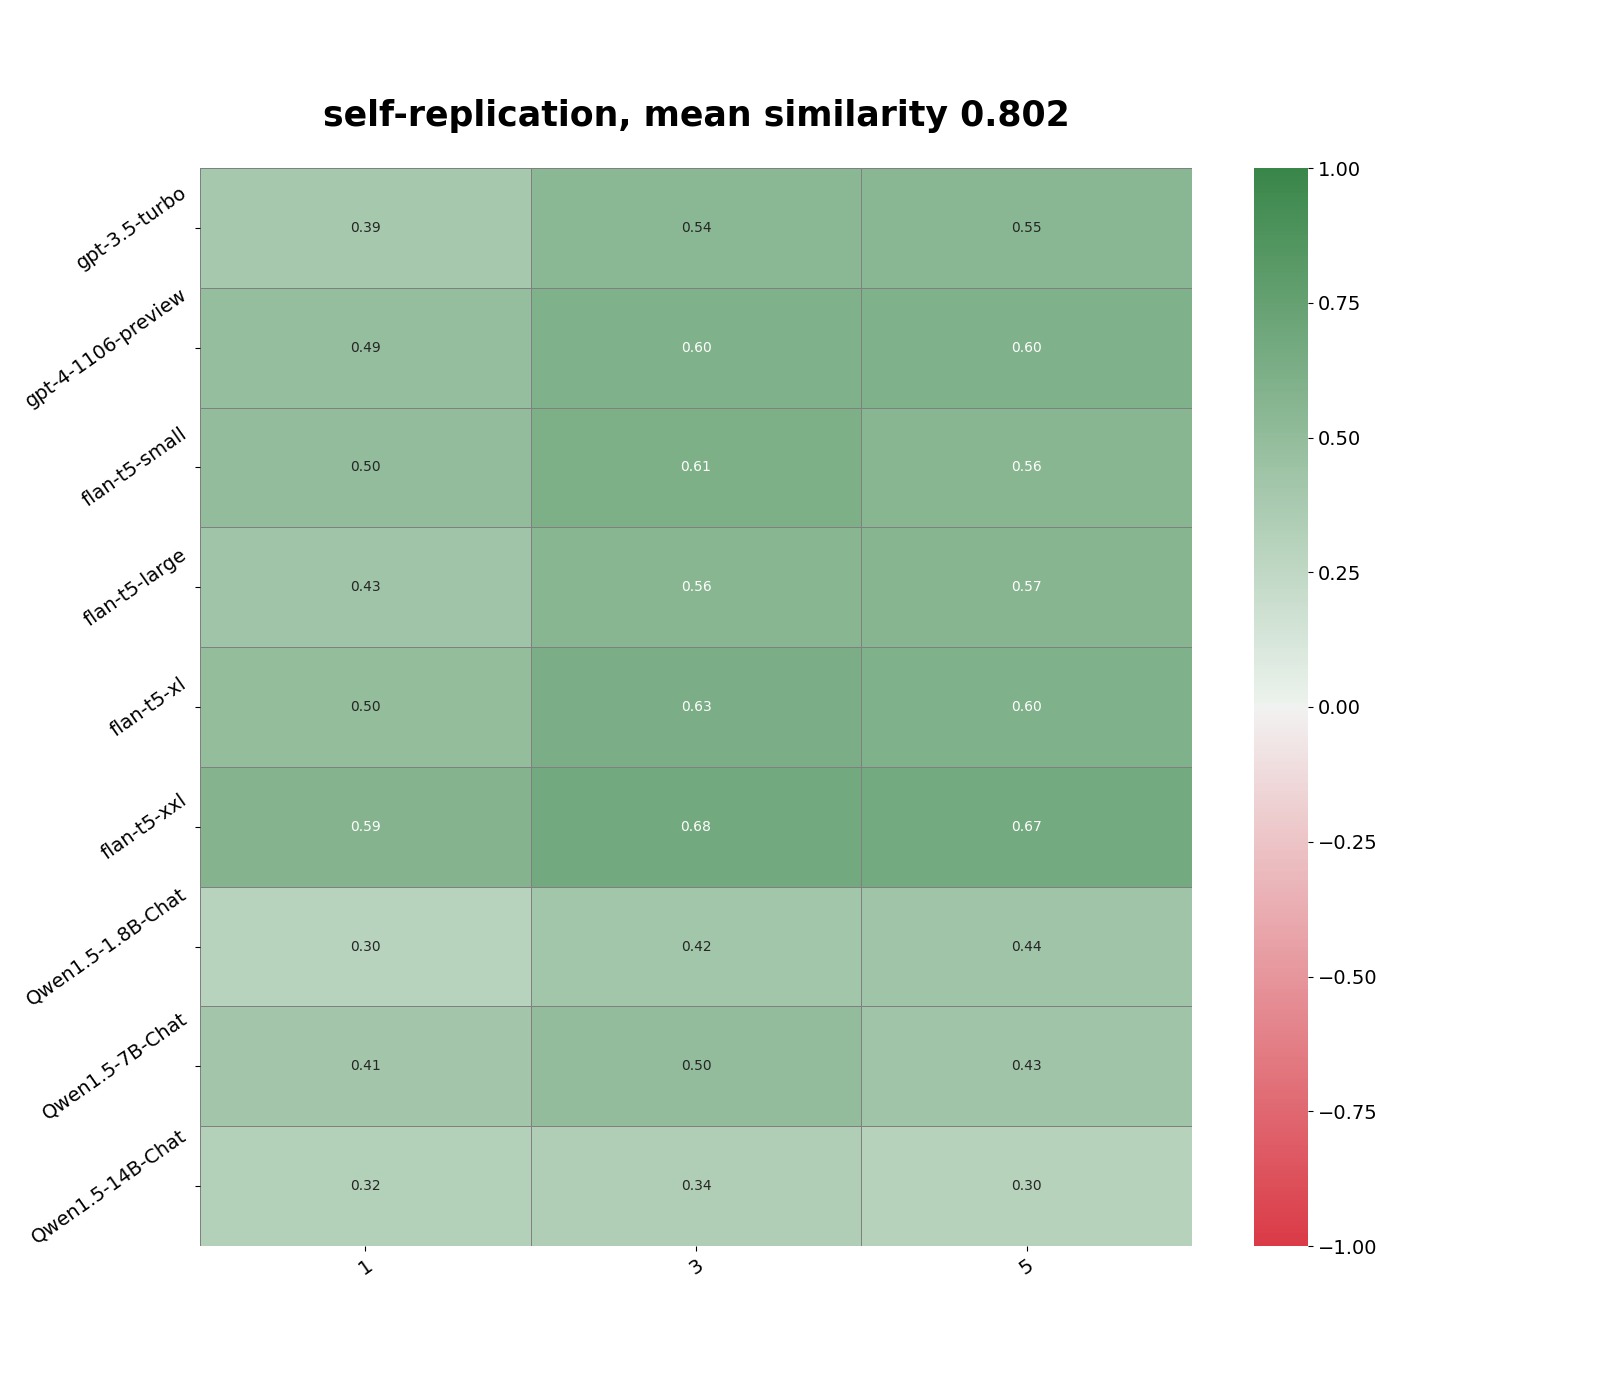 self-replication, mean similarity 0.802
gpt-3.5-turbo 0.39 0.54 0.55
gpt-4-1106-preview 0.49 0.60 0.60
flan-t5-small 0.50 0.61 0.56
flan-t5-large 0.43 0.56 0.57
flan-t5-xl 0.50 0.63 0.60
flan-t5-xxl 0.59 0.68 0.67
Qwen1.5-1.8B-Chat 0.30 0.42 0.44
Qwen1.5-7B-Chat 0.41 0.50 0.43
Qwen1.5-14B-Chat 0.32 0.34 0.30
1 3 5
1.00
0.75
0.50
0.25
0.00
−0.25
−0.50
−0.75
−1.00